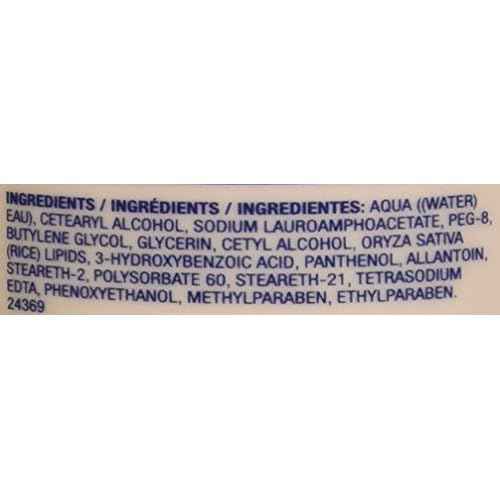 INGREDIENTS / INGRÉDIENTS / INGREDIENTES: AQUA ((WATER)
EAU), CETEARYL ALCOHOL, SODIUM LAUROAMPHOACETATE, PEG-8,
BUTYLENE GLYCOL, GLYCERIN, CETYL ALCOHOL, ORYZA SATIVA
(RICE) LIPIDS, 3-HYDROXYBENZOIC ACID, PANTHENOL, ALLANTOIN,
STEARETH-2, POLYSORBATE 60, STEARETH-21, TETRASODIUM
EDTA, PHENOXYETHANOL, METHYLPARABEN, ETHYLPARABEN.
24369